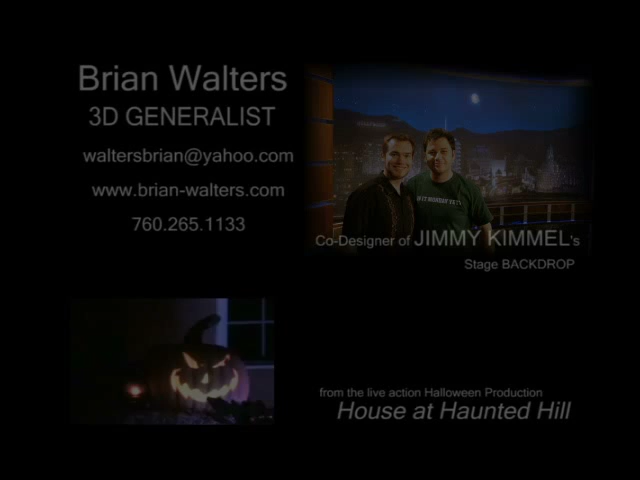 Brian Walters
3D GENERALIST
waltersbrian@yahoo.com
www.brian-walters.com
760.265.1133
Co-Designer of JIMMY KIMMEL's
Stage BACKDROP
from the live action Halloween Production
House at Haunted Hill